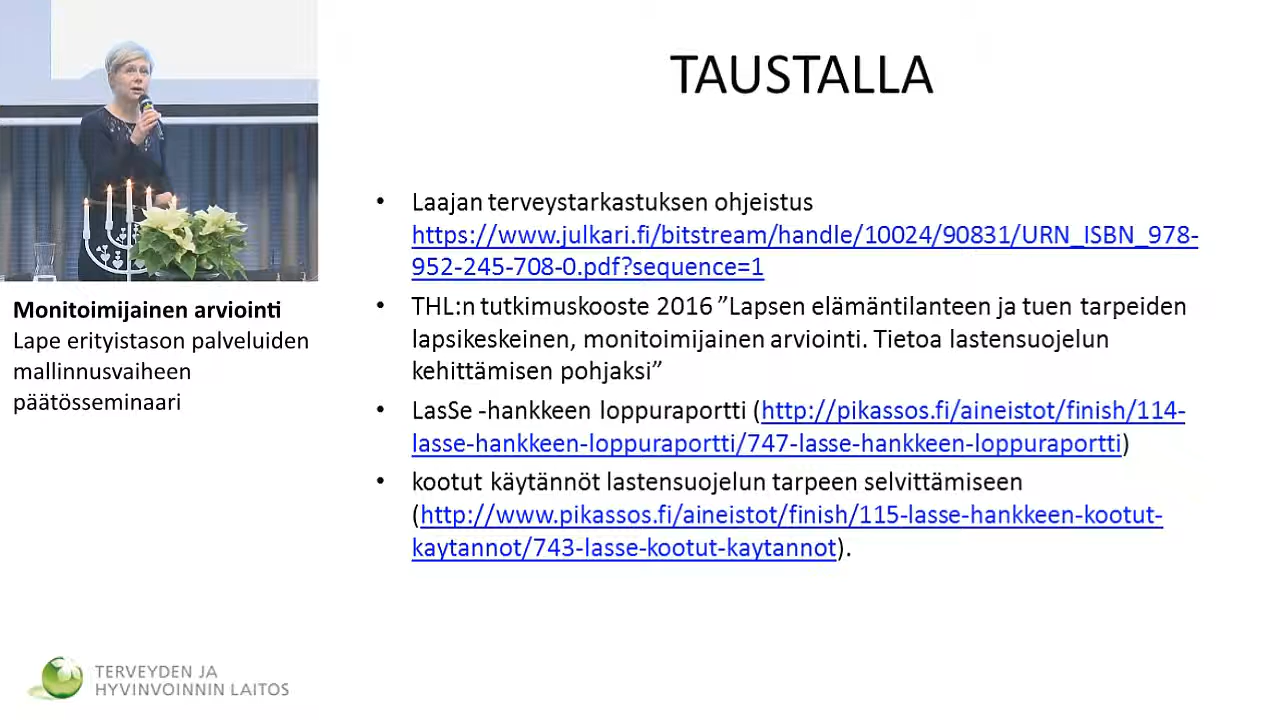 TAUSTALLA
• Laajan terveystarkastuksen ohjeistus
https://www.julkari.fi/bitstream/handle/10024/90831/URN_ISBN_978-
952-245-708-0.pdf?sequence=1
• THL:n tutkimuskooste 2016 ”Lapsen elämäntilanteen ja tuen tarpeiden
lapsikeskeinen, monitoimijainen arviointi. Tietoa lastensuojelun
kehittämisen pohjaksi”
• LasSe -hankkeen loppuraportti (http://pikassos.fi/aineistot/finish/114-
lasse-hankkeen-loppuraportti/747-lasse-hankkeen-loppuraportti)
• kootut käytännöt lastensuojelun tarpeen selvittämiseen
(http://www.pikassos.fi/aineistot/finish/115-lasse-hankkeen-kootut-
kaytannot/743-lasse-kootut-kaytannot).
Monitoimijainen arviointi
Lape erityistason palveluiden
mallinnusvaiheen
päätösseminaari
TERVEYDEN JA
HYVINVOINNIN LAITOS